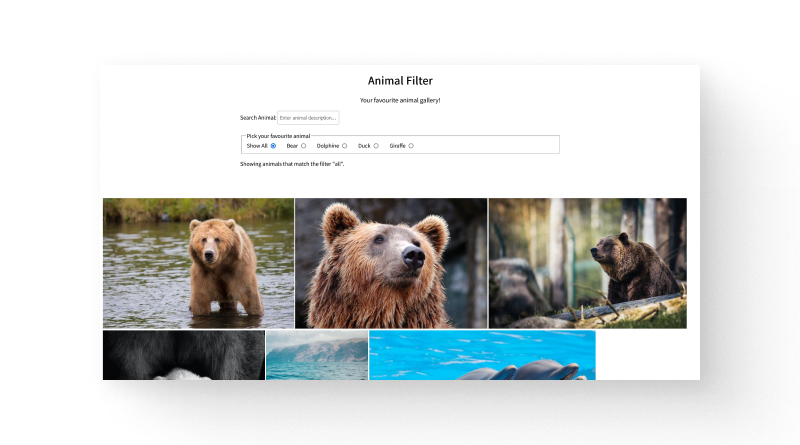 Animal Filter
Your favourite animal gallery!
Search Animal: Enter animal description...
Pick your favourite animal
Show All Bear Dolphine Duck Giraffe
Showing animals that match the filter "all".